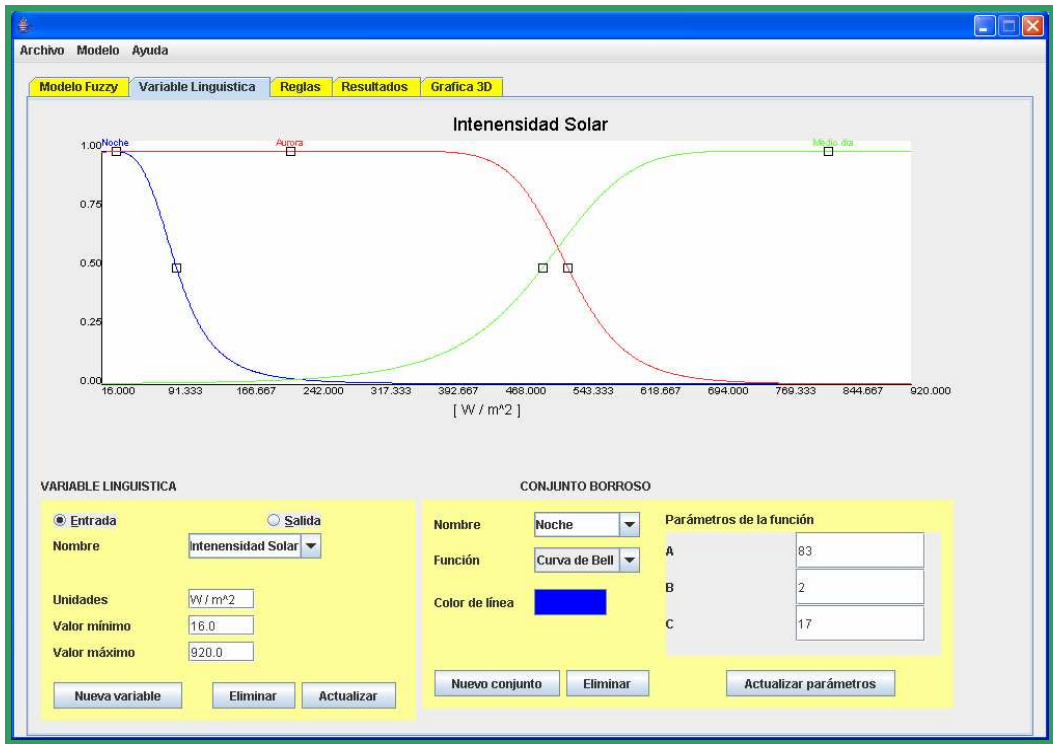 Archivo Modelo Ayuda
Modelo Fuzzy Variable Linguistica Reglas Resultados Grafica 3D
Intenensidad Solar
Noche Aurora Medio dia
1.00
0.75
0.50
0.25
0.00
16.000 91.333 166.667 242.000 317.333 392.667 468.000 543.333 618.667 694.000 769.333 844.667 920.000
[ W / m^2 ]
VARIABLE LINGUISTICA
Entrada Salida
Nombre Intenensidad Solar
Unidades W / m^2
Valor mínimo 16.0
Valor máximo 920.0
Nueva variable Eliminar Actualizar
CONJUNTO BORROSO
Nombre Noche
Función Curva de Bell
Color de línea
Parámetros de la función
A 83
B 2
C 17
Nuevo conjunto Eliminar Actualizar parámetros